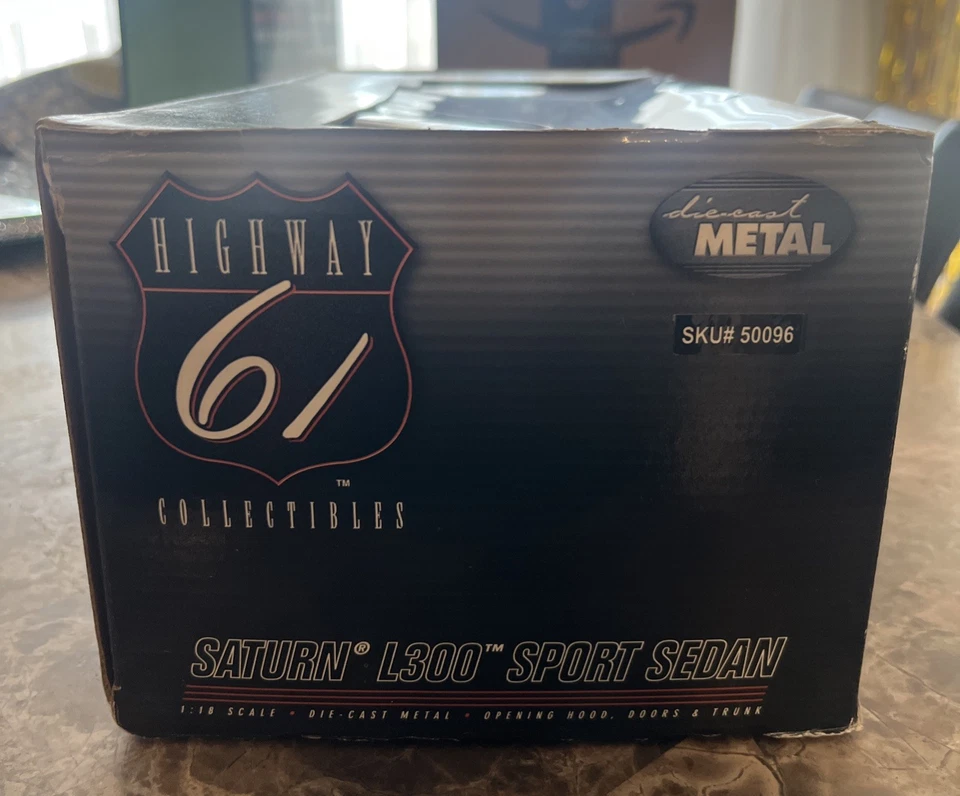 HIGHWAY
61
™
COLLECTIBLES
die-cast
METAL
SKU# 50096
SATURN® L300™ SPORT SEDAN
1:18 SCALE • DIE-CAST METAL • OPENING HOOD, DOORS & TRUNK